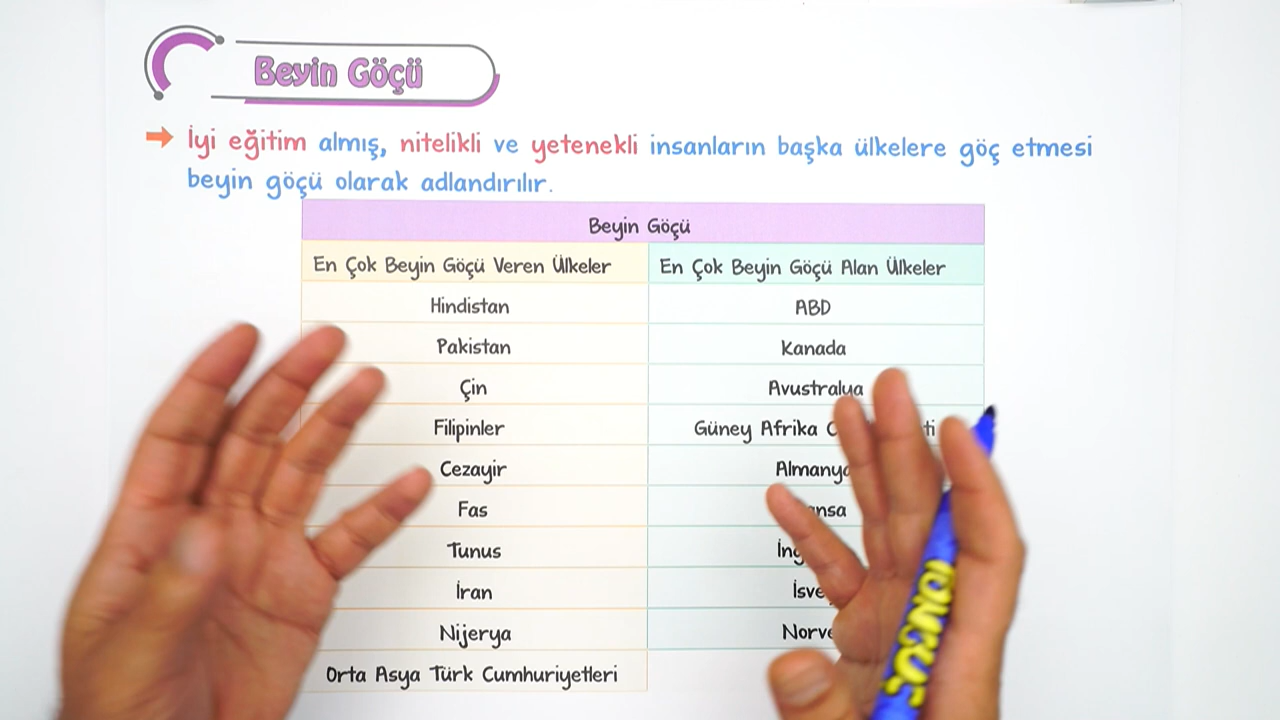 Beyin Göçü
İyi eğitim almış, nitelikli ve yetenekli insanların başka ülkelere göç etmesi
beyin göçü olarak adlandırılır.
Beyin Göçü
En Çok Beyin Göçü Veren Ülkeler En Çok Beyin Göçü Alan Ülkeler
Hindistan ABD
Pakistan Kanada
Çin Avustralya
Filipinler Güney Afrika
Cezayir Almanya
Fas
Tunus
İran
Nijerya
Orta Asya Türk Cumhuriyetleri
TONGUÇ